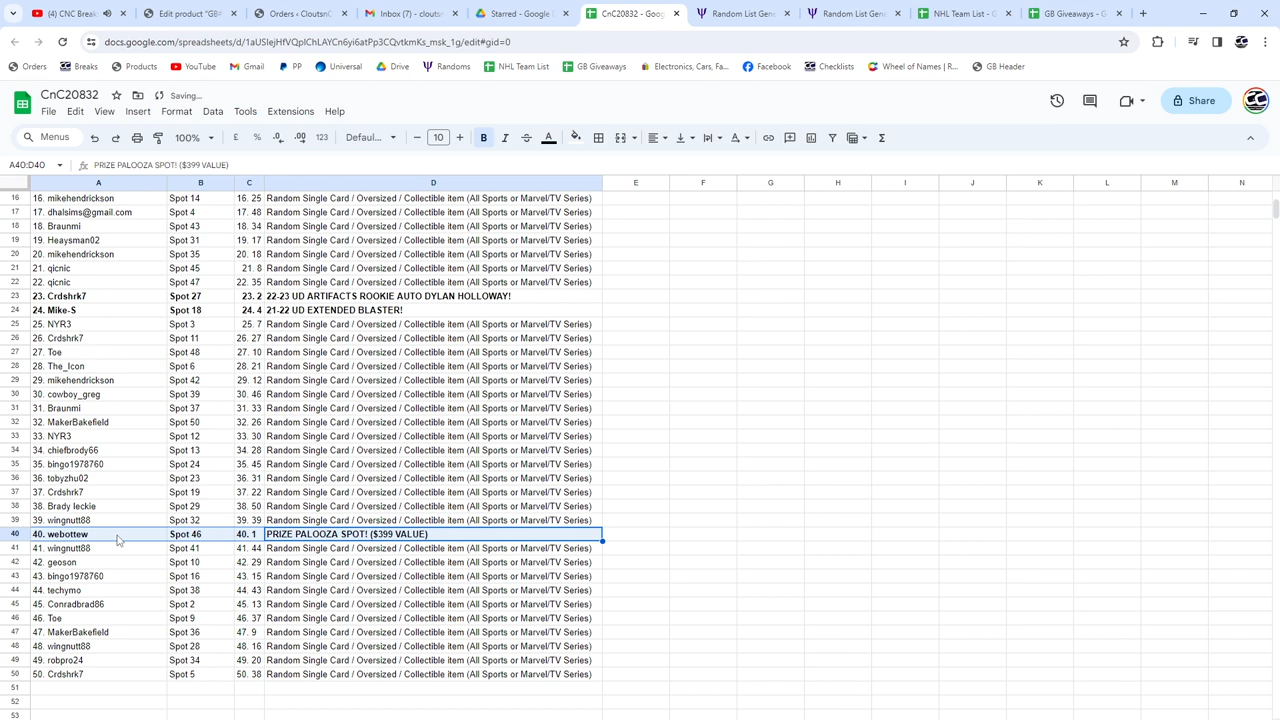 (4) CNC Break
Edit product "GB#
Orders ‹ CloutsnC
Inbox (7) - clouts
Starred - Google D
CnC20832 - Goog
Random List Gene
Random List Gene
NHL Team List - G
GB Giveaways - G
docs.google.com/spreadsheets/d/1aUSlejHfVQpIChLAYCn6yi6atPp3CQvtkmKs_msk_1g/edit#gid=0
Orders
Breaks
Products
YouTube
Gmail
PP
Universal
Drive
Randoms
NHL Team List
GB Giveaways
Electronics, Cars, Fa...
Facebook
Checklists
Wheel of Names | R...
GB Header
CnC20832
Saving...
File Edit View Insert Format Data Tools Extensions Help
Share
Menus
100%
£ % .0 .00 123
Defaul...
10
B I A
A40:D40
PRIZE PALOOZA SPOT! ($399 VALUE)
A B C D E F G H I J K L M N
16 16. mikehendrickson Spot 14 16. 25 Random Single Card / Oversized / Collectible item (All Sports or Marvel/TV Series)
17 17. dhalsims@gmail.com Spot 4 17. 48 Random Single Card / Oversized / Collectible item (All Sports or Marvel/TV Series)
18 18. Braunmi Spot 43 18. 34 Random Single Card / Oversized / Collectible item (All Sports or Marvel/TV Series)
19 19. Heaysman02 Spot 31 19. 17 Random Single Card / Oversized / Collectible item (All Sports or Marvel/TV Series)
20 20. mikehendrickson Spot 35 20. 18 Random Single Card / Oversized / Collectible item (All Sports or Marvel/TV Series)
21 21. qicnic Spot 45 21. 8 Random Single Card / Oversized / Collectible item (All Sports or Marvel/TV Series)
22 22. qicnic Spot 47 22. 35 Random Single Card / Oversized / Collectible item (All Sports or Marvel/TV Series)
23 23. Crdshrk7 Spot 27 23. 2 22-23 UD ARTIFACTS ROOKIE AUTO DYLAN HOLLOWAY!
24 24. Mike-S Spot 18 24. 4 21-22 UD EXTENDED BLASTER!
25 25. NYR3 Spot 3 25. 7 Random Single Card / Oversized / Collectible item (All Sports or Marvel/TV Series)
26 26. Crdshrk7 Spot 11 26. 27 Random Single Card / Oversized / Collectible item (All Sports or Marvel/TV Series)
27 27. Toe Spot 48 27. 10 Random Single Card / Oversized / Collectible item (All Sports or Marvel/TV Series)
28 28. The_Icon Spot 6 28. 21 Random Single Card / Oversized / Collectible item (All Sports or Marvel/TV Series)
29 29. mikehendrickson Spot 42 29. 12 Random Single Card / Oversized / Collectible item (All Sports or Marvel/TV Series)
30 30. cowboy_greg Spot 39 30. 46 Random Single Card / Oversized / Collectible item (All Sports or Marvel/TV Series)
31 31. Braunmi Spot 37 31. 33 Random Single Card / Oversized / Collectible item (All Sports or Marvel/TV Series)
32 32. MakerBakefield Spot 50 32. 26 Random Single Card / Oversized / Collectible item (All Sports or Marvel/TV Series)
33 33. NYR3 Spot 12 33. 30 Random Single Card / Oversized / Collectible item (All Sports or Marvel/TV Series)
34 34. chiefbrody66 Spot 13 34. 28 Random Single Card / Oversized / Collectible item (All Sports or Marvel/TV Series)
35 35. bingo1978760 Spot 24 35. 45 Random Single Card / Oversized / Collectible item (All Sports or Marvel/TV Series)
36 36. tobyzhu02 Spot 23 36. 31 Random Single Card / Oversized / Collectible item (All Sports or Marvel/TV Series)
37 37. Crdshrk7 Spot 19 37. 22 Random Single Card / Oversized / Collectible item (All Sports or Marvel/TV Series)
38 38. Brady leckie Spot 29 38. 50 Random Single Card / Oversized / Collectible item (All Sports or Marvel/TV Series)
39 39. wingnutt88 Spot 32 39. 39 Random Single Card / Oversized / Collectible item (All Sports or Marvel/TV Series)
40 40. webottew Spot 46 40. 1 PRIZE PALOOZA SPOT! ($399 VALUE)
41 41. wingnutt88 Spot 41 41. 44 Random Single Card / Oversized / Collectible item (All Sports or Marvel/TV Series)
42 42. geoson Spot 10 42. 29 Random Single Card / Oversized / Collectible item (All Sports or Marvel/TV Series)
43 43. bingo1978760 Spot 16 43. 15 Random Single Card / Oversized / Collectible item (All Sports or Marvel/TV Series)
44 44. techymo Spot 38 44. 43 Random Single Card / Oversized / Collectible item (All Sports or Marvel/TV Series)
45 45. Conradbrad86 Spot 2 45. 13 Random Single Card / Oversized / Collectible item (All Sports or Marvel/TV Series)
46 46. Toe Spot 9 46. 37 Random Single Card / Oversized / Collectible item (All Sports or Marvel/TV Series)
47 47. MakerBakefield Spot 36 47. 9 Random Single Card / Oversized / Collectible item (All Sports or Marvel/TV Series)
48 48. wingnutt88 Spot 28 48. 16 Random Single Card / Oversized / Collectible item (All Sports or Marvel/TV Series)
49 49. robpro24 Spot 34 49. 20 Random Single Card / Oversized / Collectible item (All Sports or Marvel/TV Series)
50 50. Crdshrk7 Spot 5 50. 38 Random Single Card / Oversized / Collectible item (All Sports or Marvel/TV Series)
51
52
53